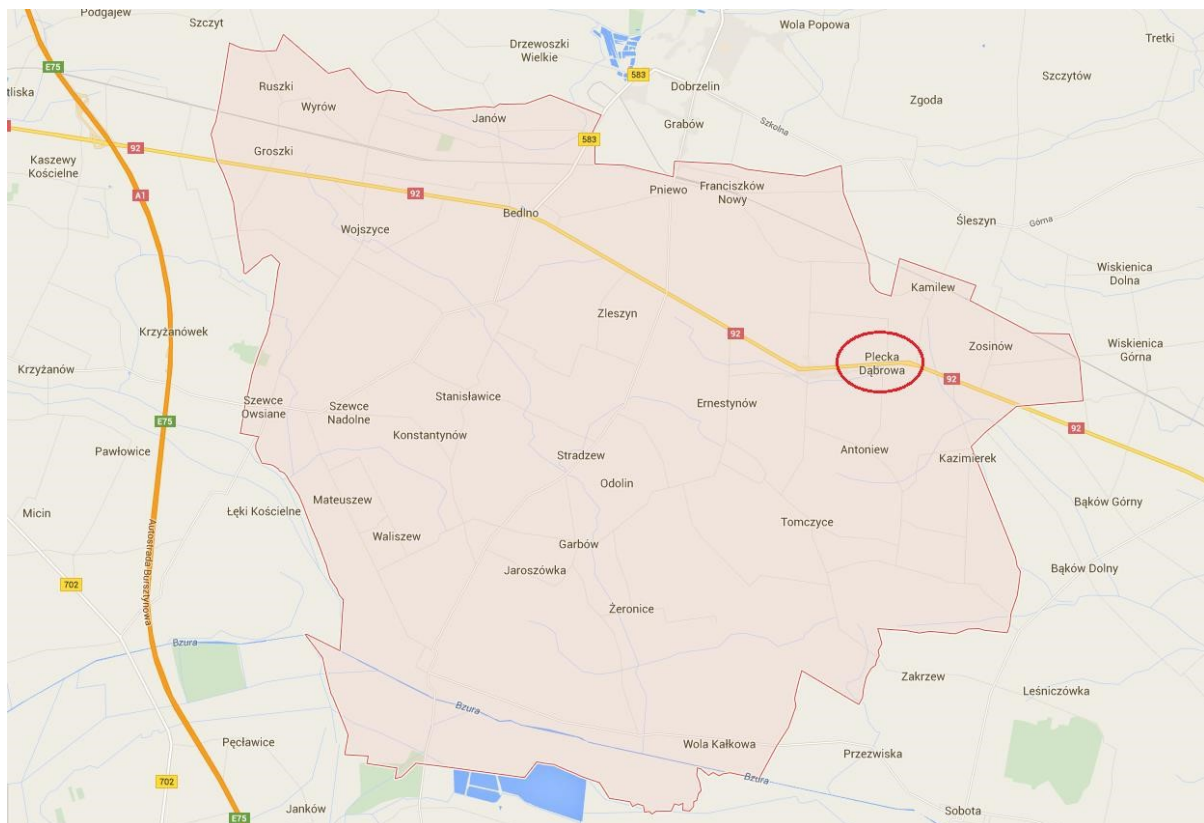 Podgajew
Szczyt
Wola Popowa
Tretki
Drzewoszki
Wielkie
E75
583
Szczytów
Ruszki
Dobrzelin
tliska
Wyrów
Zgoda
Janów
Grabów
Szkolna
92
583
92
Groszki
Kaszewy
Kościelne
A1
92
Pniewo
Franciszków
Nowy
Bedlno
Śleszyn
Górna
Wojszyce
Wiskienica
Dolna
Kamilew
Zleszyn
Krzyżanówek
92
Zosinów
Wiskienica
Górna
Plecka
Dąbrowa
Krzyżanów
92
Stanisławice
Szewce
Owsiane
Szewce
Nadolne
Ernestynów
E75
92
Konstantynów
Pawłowice
Antoniew
Stradzew
Kazimierek
Odolin
Mateuszew
Bąków Górny
Micin
Łęki Kościelne
Tomczyce
Waliszew
Garbów
Autostrada Bursztynowa
Jaroszówka
Bąków Dolny
702
Żeronice
Bzura
Zakrzew
Leśniczówka
Bzura
Pęcławice
Wola Kałkowa
Przezwiska
702
Bzura
Janków
Sobota
E75